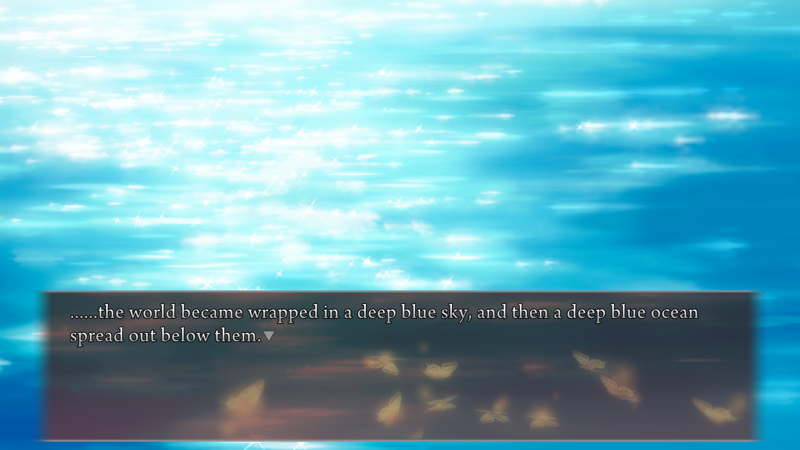 ......the world became wrapped in a deep blue sky, and then a deep blue ocean
spread out below them.